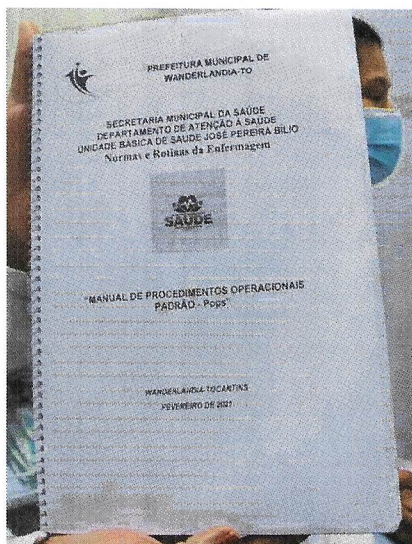 PREFEITURA MUNICIPAL DE
WANDERLANDIA-TO
SECRETARIA MUNICIPAL DA SAÚDE
DEPARTAMENTO DE ATENÇÃO À SAÚDE
UNIDADE BÁSICA DE SAUDE JOSÉ PEREIRA BILIO
Normas e Rotinas da Enfermagem
SAÚDE
"MANUAL DE PROCEDIMENTOS OPERACIONAIS
PADRÃO - Pops"
WANDERLANDIA-TOCANTINS
FEVEREIRO DE 2021